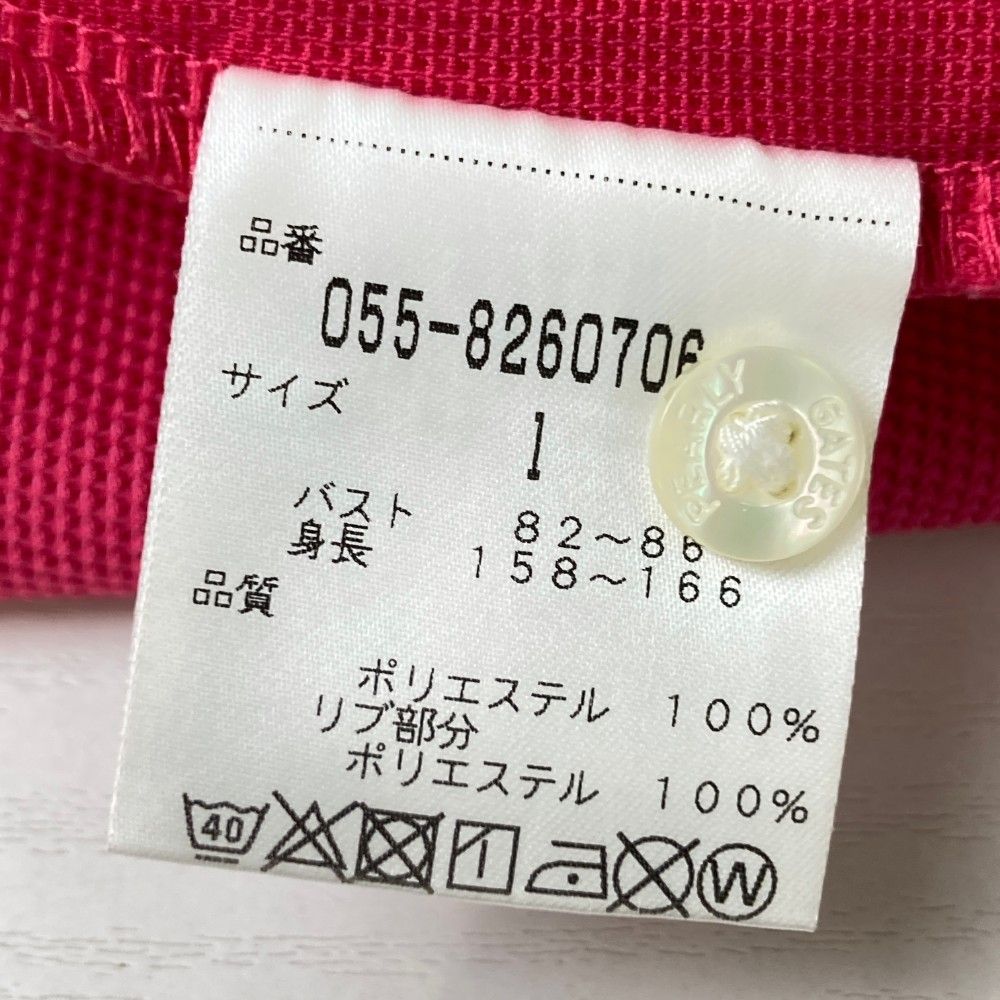 品番
055-8260706
サイズ
1
バスト 82〜86
身長 158〜166
品質
ポリエステル 100%
リブ部分
ポリエステル 100%
40
W
PEARLY GATES